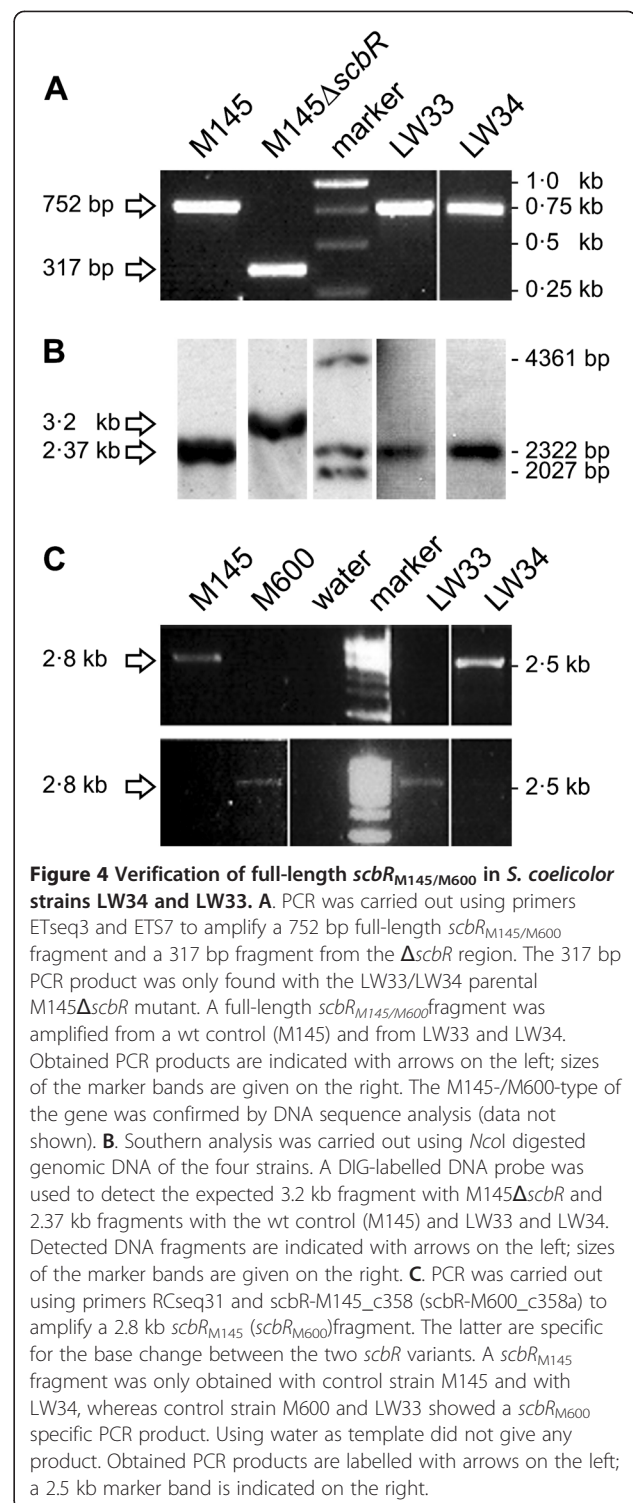 A
M145
M145ΔscbR
marker
LW33
LW34
752 bp
317 bp
- 1·0 kb
- 0·75 kb
- 0·5 kb
- 0·25 kb
B
3·2 kb
2·37 kb
- 4361 bp
- 2322 bp
- 2027 bp
C
M145
M600
water
marker
LW33
LW34
2·8 kb
- 2·5 kb
2·8 kb
- 2·5 kb
Figure 4 Verification of full-length scbRM145/M600 in S. coelicolor
strains LW34 and LW33. A. PCR was carried out using primers
ETseq3 and ETS7 to amplify a 752 bp full-length scbRM145/M600
fragment and a 317 bp fragment from the ΔscbR region. The 317 bp
PCR product was only found with the LW33/LW34 parental
M145ΔscbR mutant. A full-length scbRM145/M600fragment was
amplified from a wt control (M145) and from LW33 and LW34.
Obtained PCR products are indicated with arrows on the left; sizes
of the marker bands are given on the right. The M145-/M600-type of
the gene was confirmed by DNA sequence analysis (data not
shown). B. Southern analysis was carried out using NcoI digested
genomic DNA of the four strains. A DIG-labelled DNA probe was
used to detect the expected 3.2 kb fragment with M145ΔscbR and
2.37 kb fragments with the wt control (M145) and LW33 and LW34.
Detected DNA fragments are indicated with arrows on the left; sizes
of the marker bands are given on the right. C. PCR was carried out
using primers RCseq31 and scbR-M145_c358 (scbR-M600_c358a) to
amplify a 2.8 kb scbRM145 (scbRM600)fragment. The latter are specific
for the base change between the two scbR variants. A scbRM145
fragment was only obtained with control strain M145 and with
LW34, whereas control strain M600 and LW33 showed a scbRM600
specific PCR product. Using water as template did not give any
product. Obtained PCR products are labelled with arrows on the left;
a 2.5 kb marker band is indicated on the right.